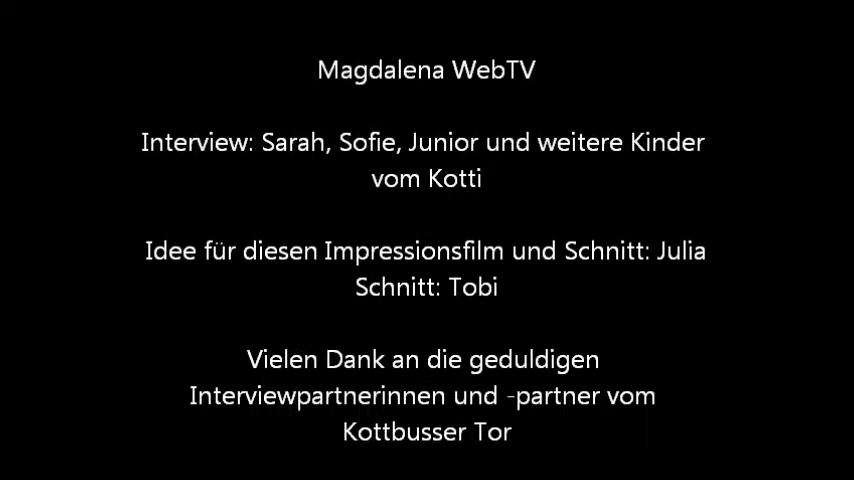 Magdalena WebTV
Interview: Sarah, Sofie, Junior und weitere Kinder
vom Kotti
Idee für diesen Impressionsfilm und Schnitt: Julia
Schnitt: Tobi
Vielen Dank an die geduldigen
Interviewpartnerinnen und -partner vom
Kottbusser Tor